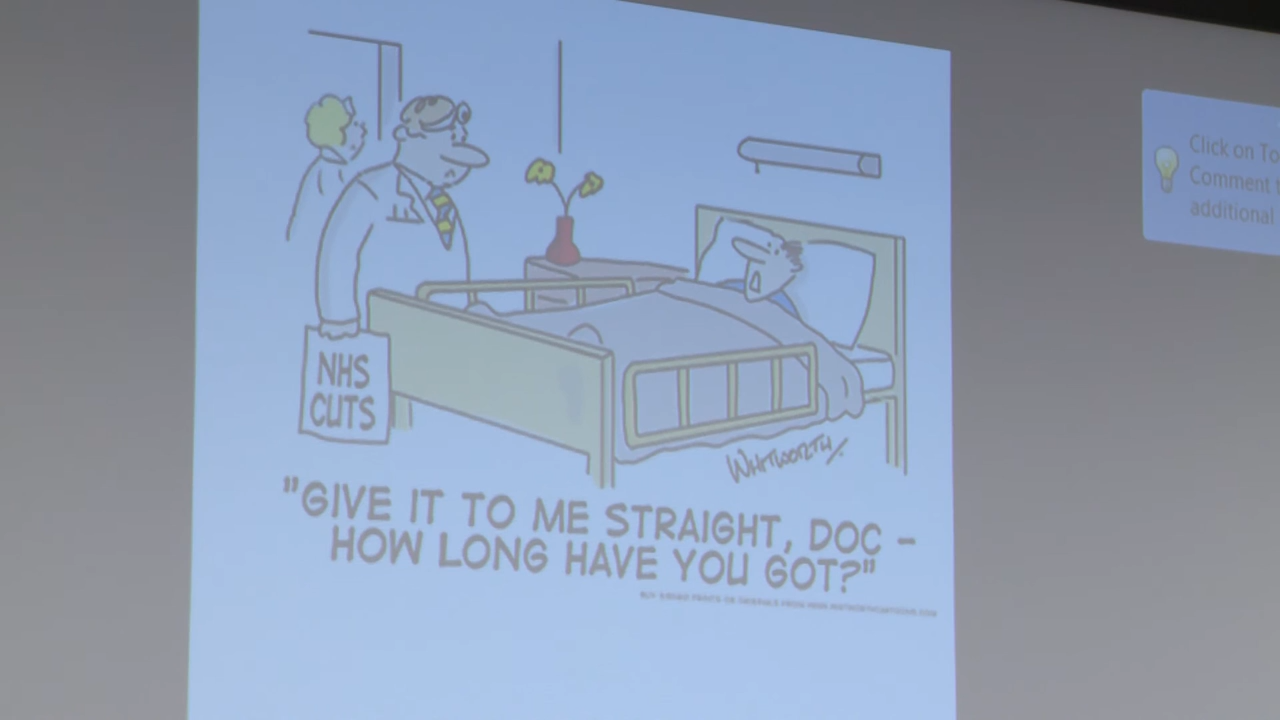 NHS
CUTS
WHITWORTH
"GIVE IT TO ME STRAIGHT, DOC –
HOW LONG HAVE YOU GOT?"
Click on To
Comment
additional